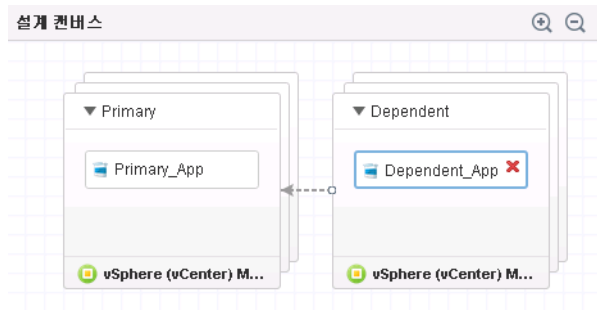 설계 캔버스
Primary
Dependent
Primary_App
Dependent_App
vSphere (vCenter) M...
vSphere (vCenter) M...